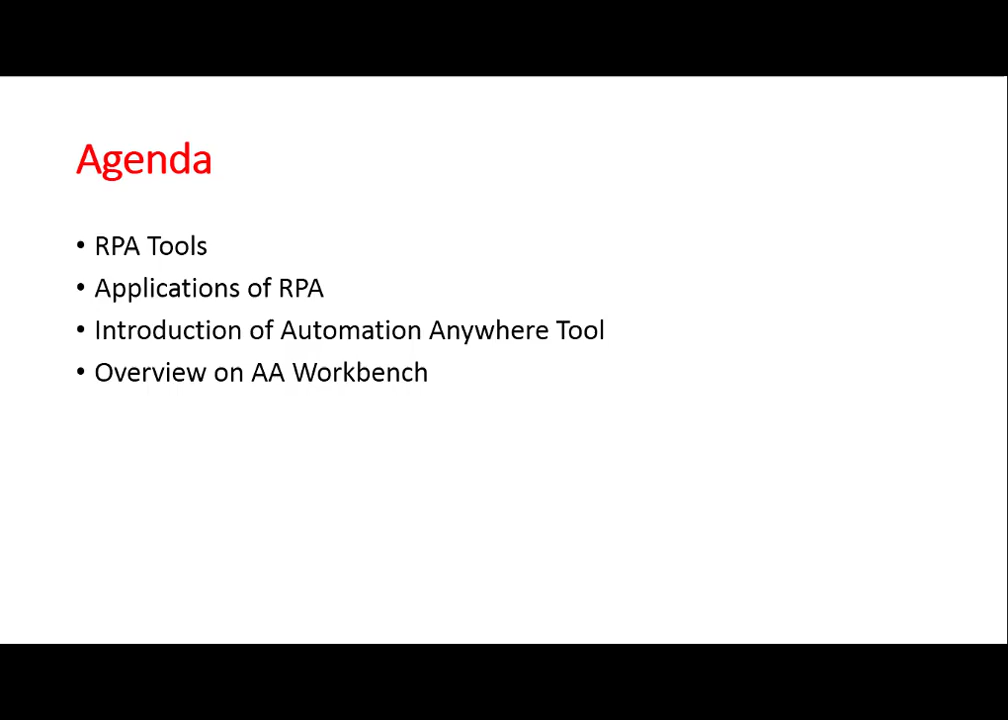 Agenda
• RPA Tools
• Applications of RPA
• Introduction of Automation Anywhere Tool
• Overview on AA Workbench